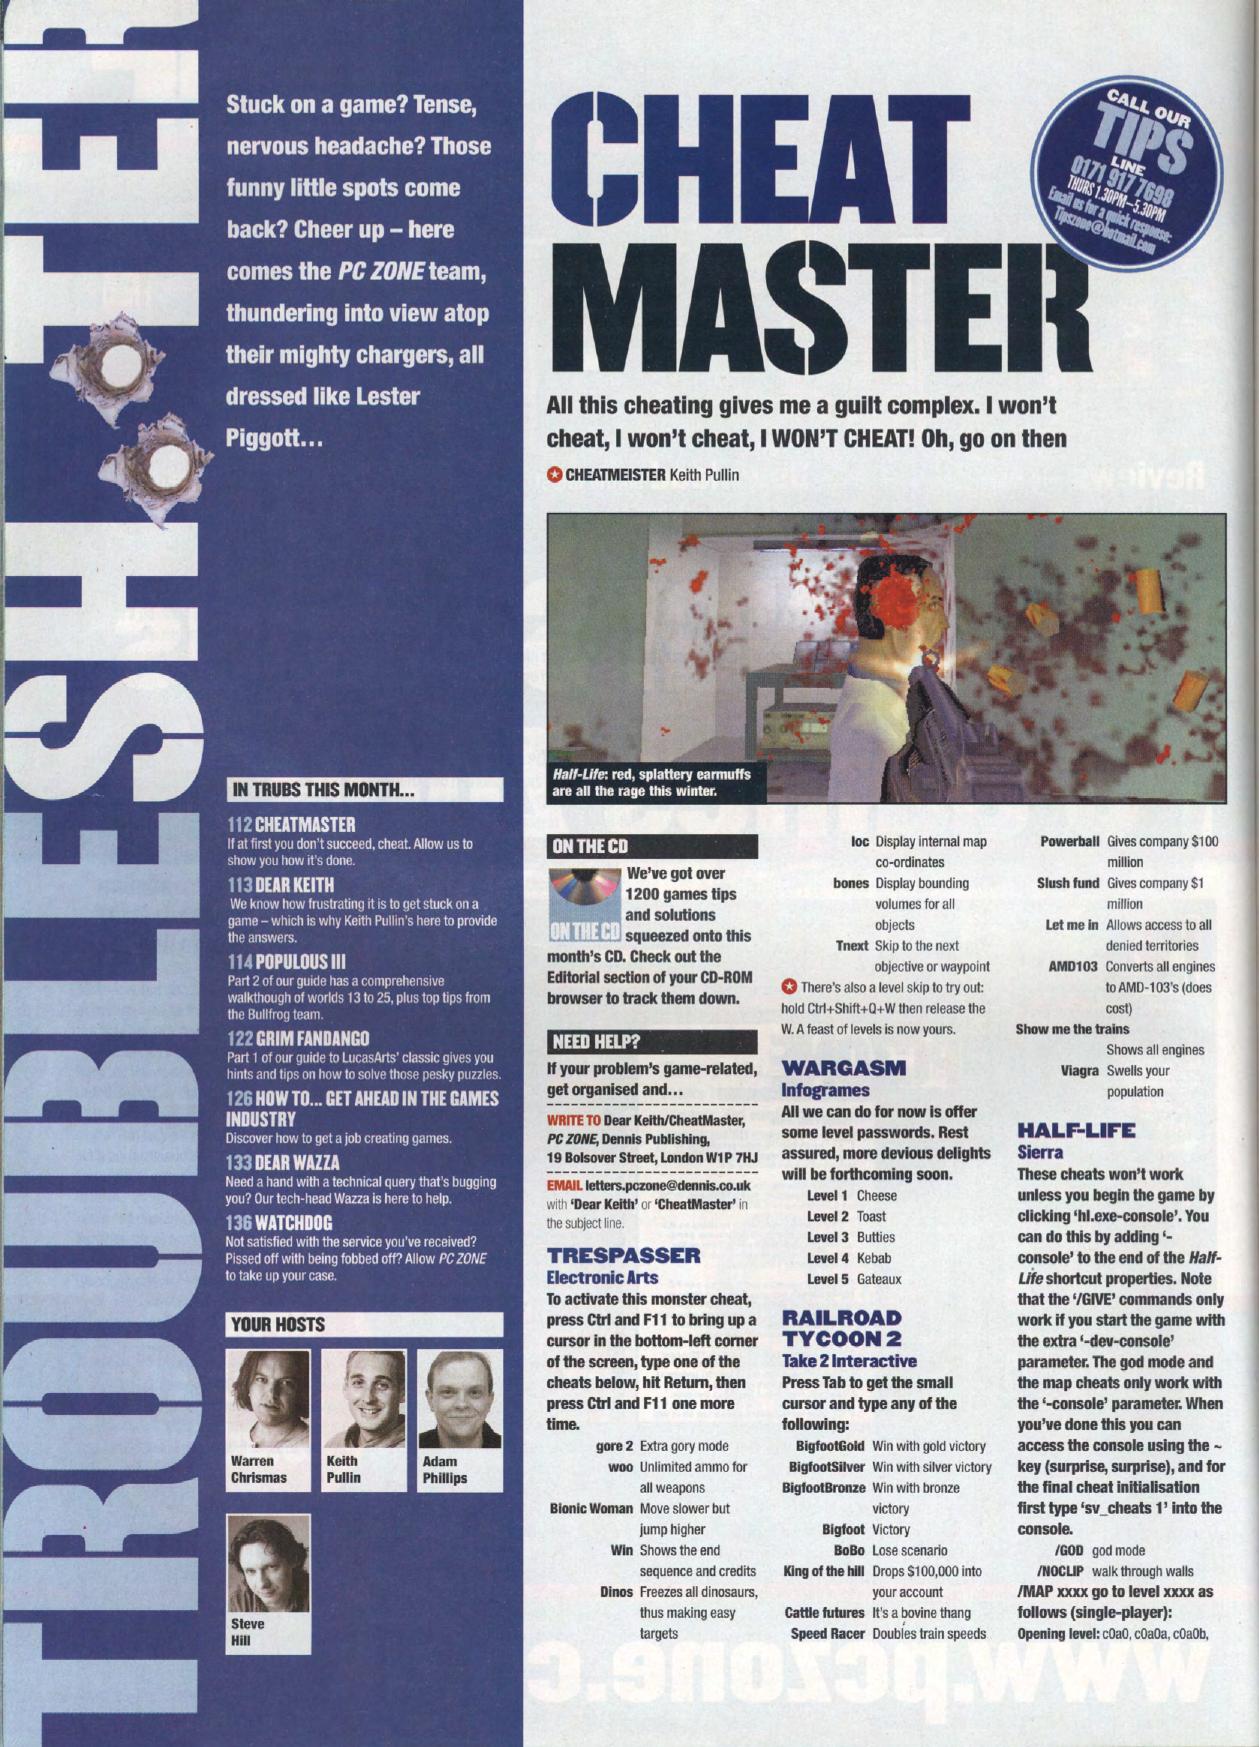 TROUBLESHOOTER
Stuck on a game? Tense,
nervous headache? Those
funny little spots come
back? Cheer up – here
comes the PC ZONE team,
thundering into view atop
their mighty chargers, all
dressed like Lester
Piggott...
IN TRUBS THIS MONTH...
112 CHEATMASTER
If at first you don't succeed, cheat. Allow us to
show you how it's done.
113 DEAR KEITH
We know how frustrating it is to get stuck on a
game – which is why Keith Pullin's here to provide
the answers.
114 POPULOUS III
Part 2 of our guide has a comprehensive
walkthough of worlds 13 to 25, plus top tips from
the Bullfrog team.
122 GRIM FANDANGO
Part 1 of our guide to LucasArts' classic gives you
hints and tips on how to solve those pesky puzzles.
126 HOW TO... GET AHEAD IN THE GAMES
INDUSTRY
Discover how to get a job creating games.
133 DEAR WAZZA
Need a hand with a technical query that's bugging
you? Our tech-head Wazza is here to help.
136 WATCHDOG
Not satisfied with the service you've received?
Pissed off with being fobbed off? Allow PC ZONE
to take up your case.
YOUR HOSTS
Warren
Chrismas
Keith
Pullin
Adam
Phillips
Steve
Hill
CHEAT
MASTER
CALL OUR
TIPS
LINE
0171 917 7698
THURS 1.30PM–5.30PM
Email us for a quick response:
Tipszone@hotmail.com
All this cheating gives me a guilt complex. I won't
cheat, I won't cheat, I WON'T CHEAT! Oh, go on then
CHEATMEISTER Keith Pullin
Half-Life: red, splattery earmuffs
are all the rage this winter.
ON THE CD
ON THE CD
We've got over
1200 games tips
and solutions
squeezed onto this
month's CD. Check out the
Editorial section of your CD-ROM
browser to track them down.
NEED HELP?
If your problem's game-related,
get organised and...
WRITE TO Dear Keith/CheatMaster,
PC ZONE, Dennis Publishing,
19 Bolsover Street, London W1P 7HJ
EMAIL letters.pczone@dennis.co.uk
with 'Dear Keith' or 'CheatMaster' in
the subject line.
TRESPASSER
Electronic Arts
To activate this monster cheat,
press Ctrl and F11 to bring up a
cursor in the bottom-left corner
of the screen, type one of the
cheats below, hit Return, then
press Ctrl and F11 one more
time.
gore 2 Extra gory mode
woo Unlimited ammo for
all weapons
Bionic Woman Move slower but
jump higher
Win Shows the end
sequence and credits
Dinos Freezes all dinosaurs,
thus making easy
targets
loc Display internal map
co-ordinates
bones Display bounding
volumes for all
objects
Tnext Skip to the next
objective or waypoint
There's also a level skip to try out:
hold Ctrl+Shift+Q+W then release the
W. A feast of levels is now yours.
WARGASM
Infogrames
All we can do for now is offer
some level passwords. Rest
assured, more devious delights
will be forthcoming soon.
Level 1 Cheese
Level 2 Toast
Level 3 Butties
Level 4 Kebab
Level 5 Gateaux
RAILROAD
TYCOON 2
Take 2 Interactive
Press Tab to get the small
cursor and type any of the
following:
BigfootGold Win with gold victory
BigfootSilver Win with silver victory
BigfootBronze Win with bronze
victory
Bigfoot Victory
BoBo Lose scenario
King of the hill Drops $100,000 into
your account
Cattle futures It's a bovine thang
Speed Racer Doubles train speeds
Powerball Gives company $100
million
Slush fund Gives company $1
million
Let me in Allows access to all
denied territories
AMD103 Converts all engines
to AMD-103's (does
cost)
Show me the trains
Shows all engines
Viagra Swells your
population
HALF-LIFE
Sierra
These cheats won't work
unless you begin the game by
clicking 'hl.exe-console'. You
can do this by adding '-
console' to the end of the Half-
Life shortcut properties. Note
that the '/GIVE' commands only
work if you start the game with
the extra '-dev-console'
parameter. The god mode and
the map cheats only work with
the '-console' parameter. When
you've done this you can
access the console using the ~
key (surprise, surprise), and for
the final cheat initialisation
first type 'sv_cheats 1' into the
console.
/GOD god mode
/NOCLIP walk through walls
/MAP xxxx go to level xxxx as
follows (single-player):
Opening level: c0a0, c0a0a, c0a0b,